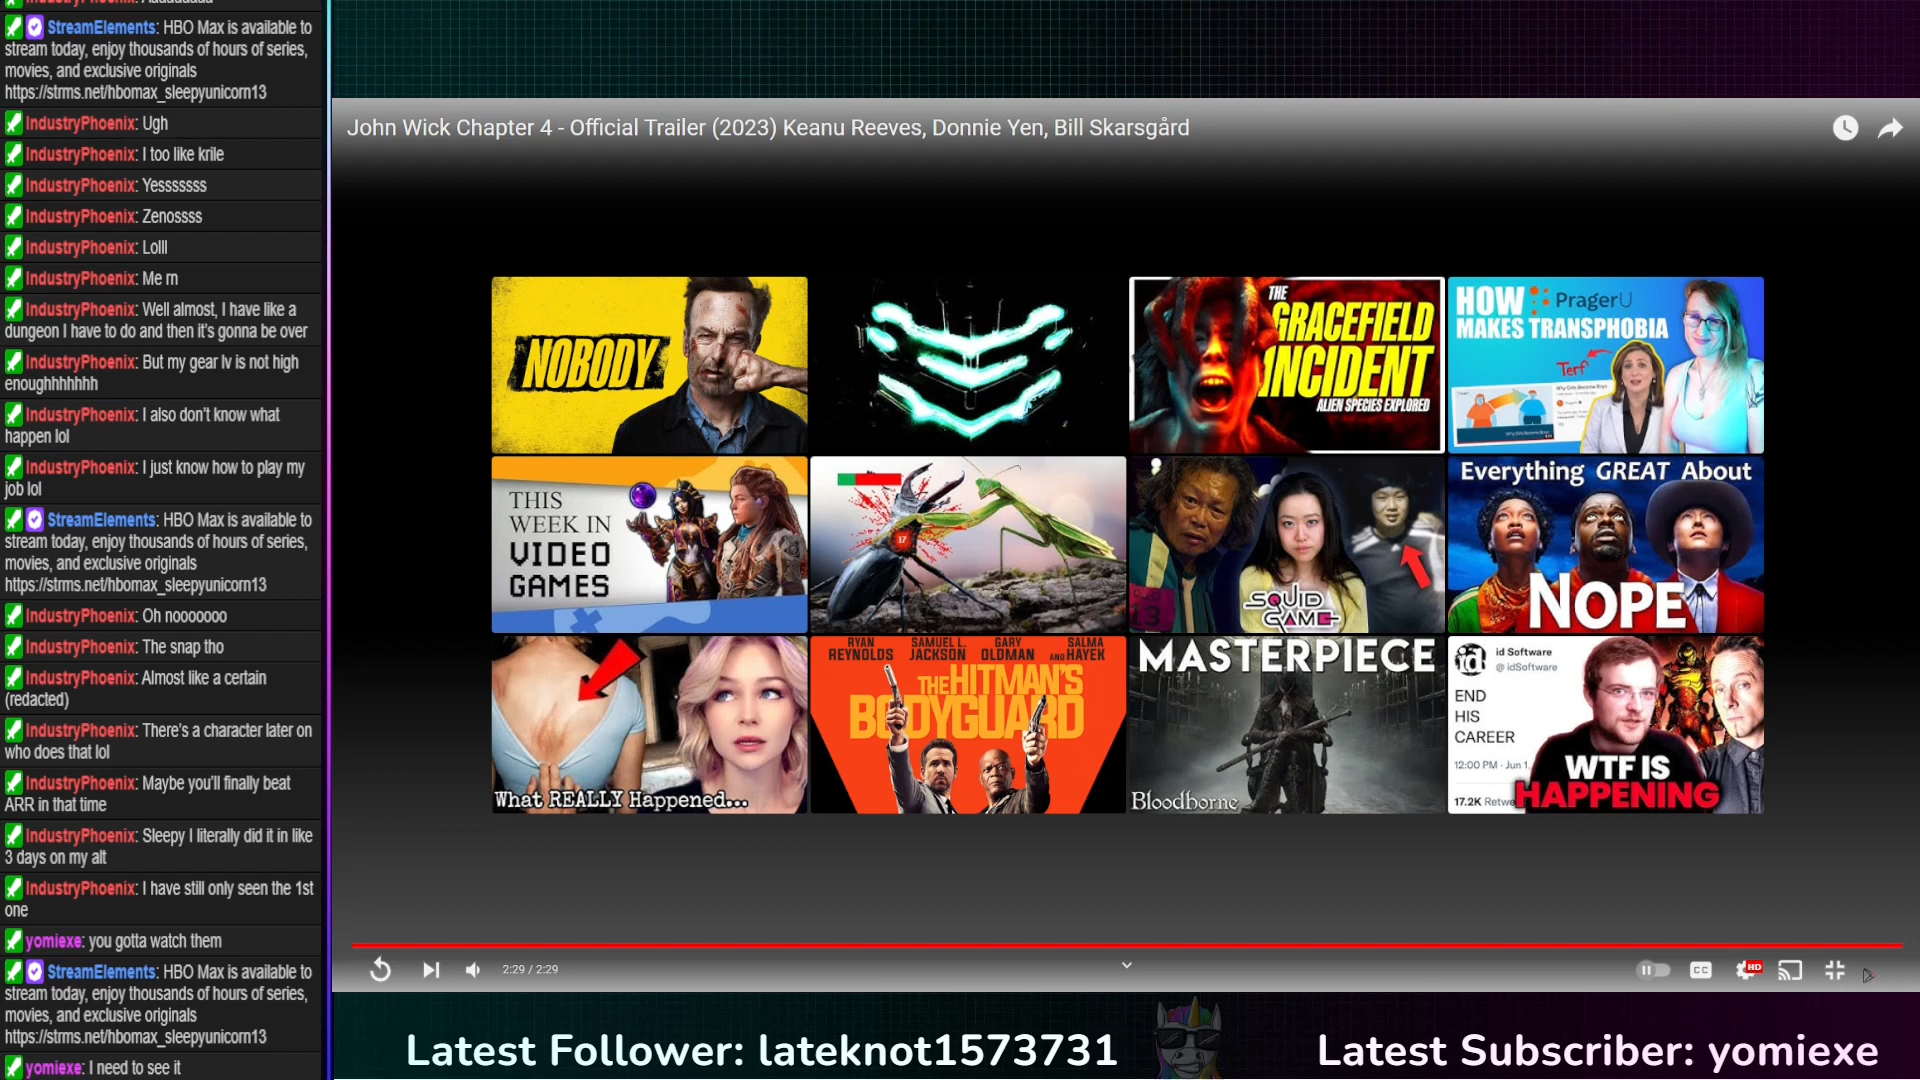 StreamElements: HBO Max is available to
stream today, enjoy thousands of hours of series,
movies, and exclusive originals
https://strms.net/hbomax_sleepyunicorn13
IndustryPhoenix: Ugh
IndustryPhoenix: I too like krile
IndustryPhoenix: Yesssssss
IndustryPhoenix: Zenossss
IndustryPhoenix: Lolll
IndustryPhoenix: Me rn
IndustryPhoenix: Well almost, I have like a
dungeon I have to do and then it's gonna be over
IndustryPhoenix: But my gear lv is not high
enoughhhhhhh
IndustryPhoenix: I also don't know what
happen lol
IndustryPhoenix: I just know how to play my
job lol
StreamElements: HBO Max is available to
stream today, enjoy thousands of hours of series,
movies, and exclusive originals
https://strms.net/hbomax_sleepyunicorn13
IndustryPhoenix: Oh nooooooo
IndustryPhoenix: The snap tho
IndustryPhoenix: Almost like a certain
(redacted)
IndustryPhoenix: There's a character later on
who does that lol
IndustryPhoenix: Maybe you'll finally beat
ARR in that time
IndustryPhoenix: Sleepy I literally did it in like
3 days on my alt
IndustryPhoenix: I have still only seen the 1st
one
yomiexe: you gotta watch them
StreamElements: HBO Max is available to
stream today, enjoy thousands of hours of series,
movies, and exclusive originals
https://strms.net/hbomax_sleepyunicorn13
yomiexe: I need to see it
John Wick Chapter 4 - Official Trailer (2023) Keanu Reeves, Donnie Yen, Bill Skarsgård
NOBODY
THE
GRACEFIELD
INCIDENT
ALIEN SPECIES EXPLORED
HOW PragerU
MAKES TRANSPHOBIA
Terf
THIS
WEEK IN
VIDEO
GAMES
17
SQUID
GAME
Everything GREAT About
NOPE
What REALLY Happened...
RYAN REYNOLDS SAMUEL L. JACKSON GARY OLDMAN AND SALMA HAYEK
THE HITMAN'S
BODYGUARD
MASTERPIECE
Bloodborne
id Software
@idSoftware
END
HIS
CAREER
12:00 PM · Jun 1
17.2K Retwe
WTF IS
HAPPENING
2:29 / 2:29
CC
HD
Latest Follower: lateknot1573731
Latest Subscriber: yomiexe